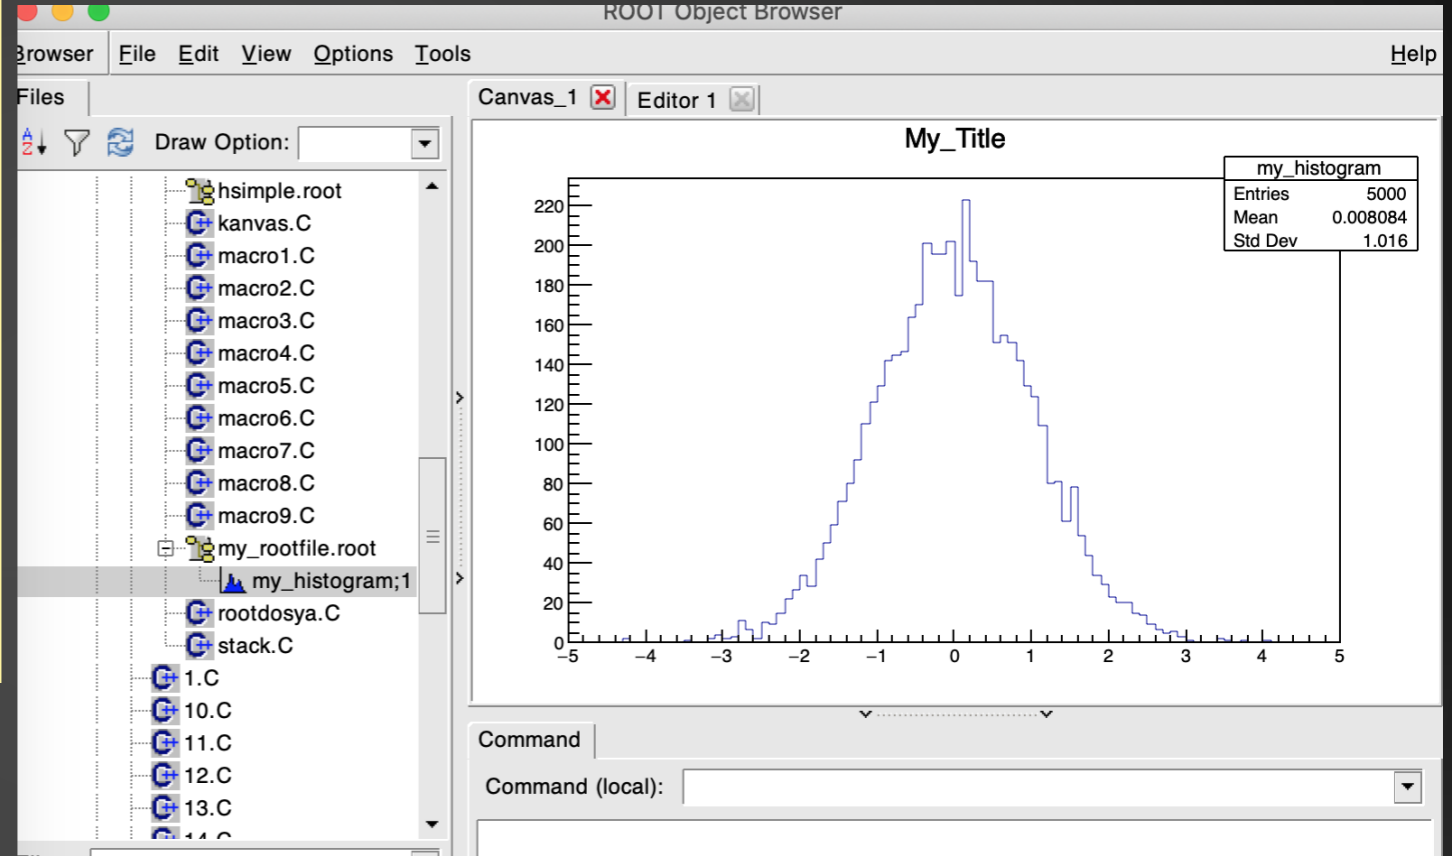 ROOT Object Browser
Browser File Edit View Options Tools Help
Files
Canvas_1 Editor 1
Draw Option:
hsimple.root
kanvas.C
macro1.C
macro2.C
macro3.C
macro4.C
macro5.C
macro6.C
macro7.C
macro8.C
macro9.C
my_rootfile.root
my_histogram;1
rootdosya.C
stack.C
1.C
10.C
11.C
12.C
13.C
14.C
My_Title
my_histogram
Entries 5000
Mean 0.008084
Std Dev 1.016
220
200
180
160
140
120
100
80
60
40
20
0
−5 −4 −3 −2 −1 0 1 2 3 4 5
Command
Command (local):